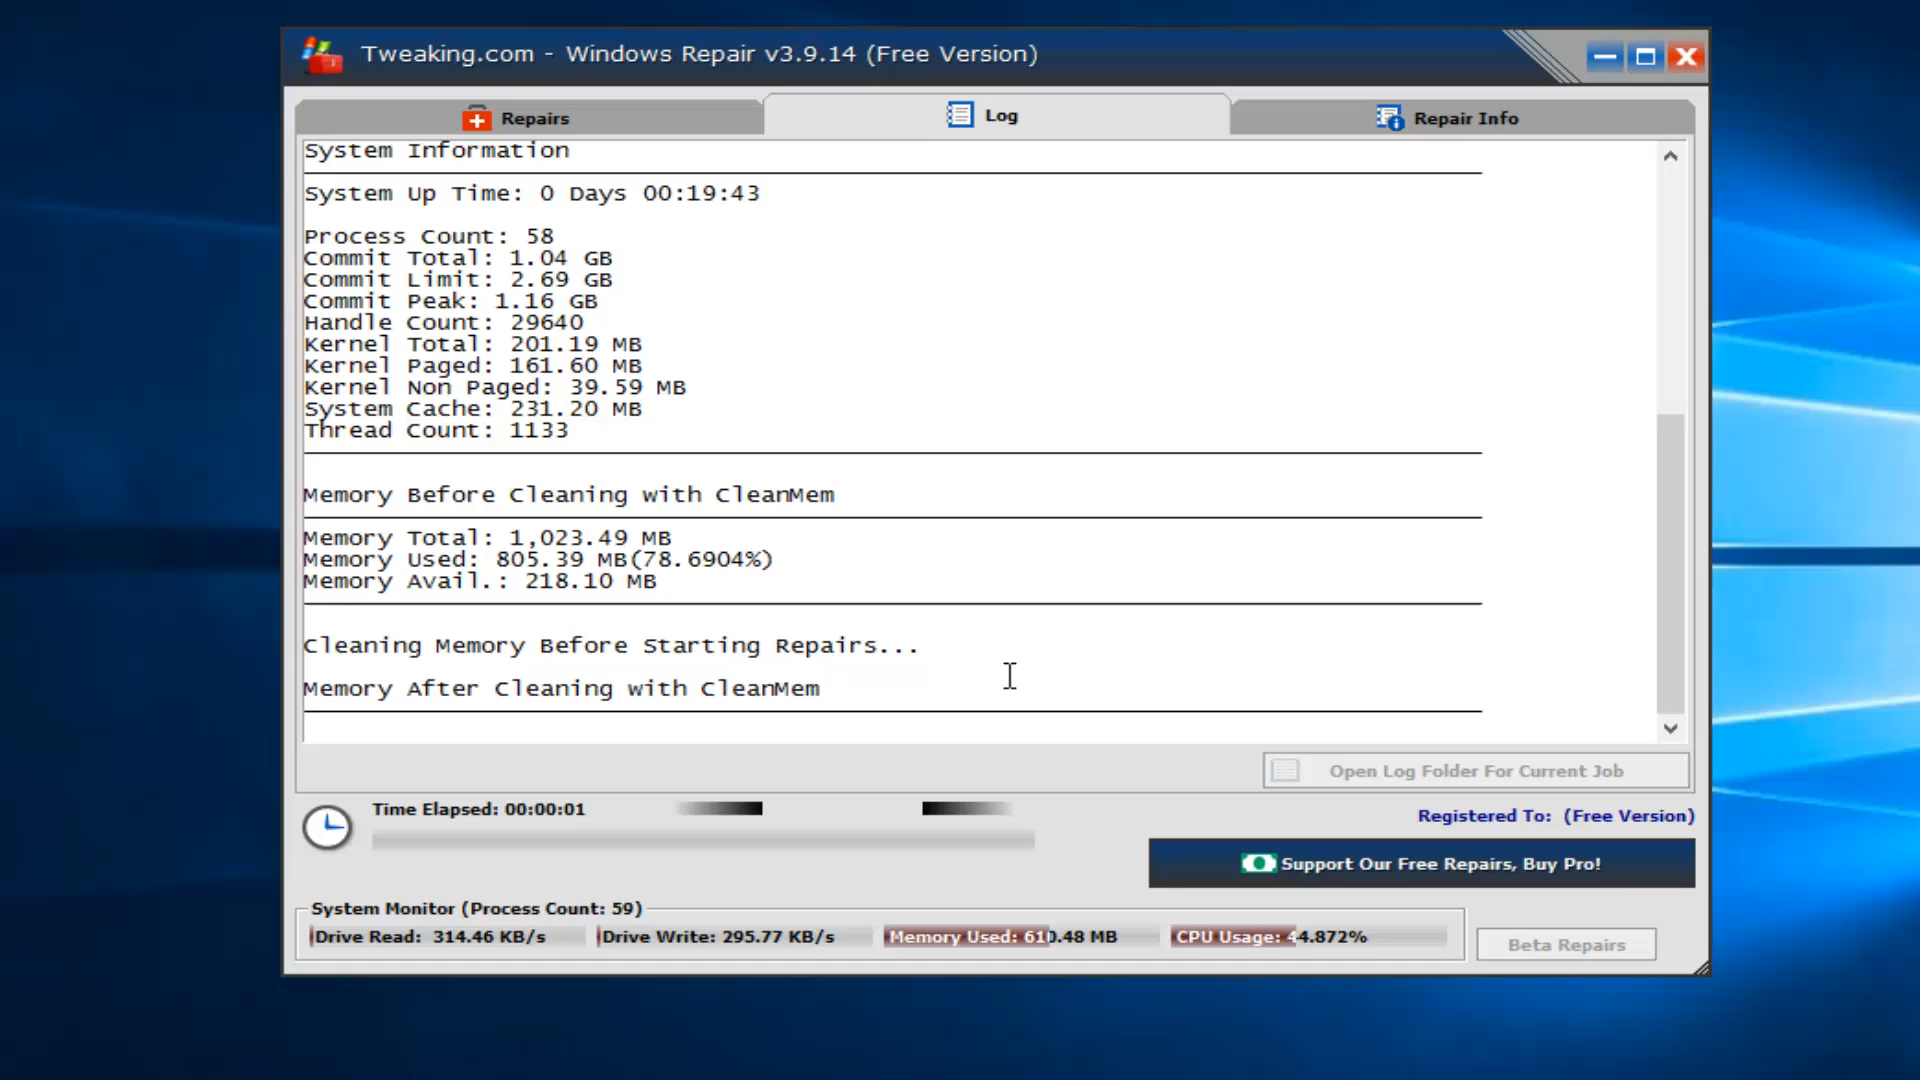 Tweaking.com - Windows Repair v3.9.14 (Free Version)
Repairs
Log
Repair Info
System Information
System Up Time: 0 Days 00:19:43
Process Count: 58
Commit Total: 1.04 GB
Commit Limit: 2.69 GB
Commit Peak: 1.16 GB
Handle Count: 29640
Kernel Total: 201.19 MB
Kernel Paged: 161.60 MB
Kernel Non Paged: 39.59 MB
System Cache: 231.20 MB
Thread Count: 1133
Memory Before Cleaning with CleanMem
Memory Total: 1,023.49 MB
Memory Used: 805.39 MB(78.6904%)
Memory Avail.: 218.10 MB
Cleaning Memory Before Starting Repairs...
Memory After Cleaning with CleanMem
Open Log Folder For Current Job
Time Elapsed: 00:00:01
Registered To: (Free Version)
Support Our Free Repairs, Buy Pro!
System Monitor (Process Count: 59)
Drive Read: 314.46 KB/s
Drive Write: 295.77 KB/s
Memory Used: 610.48 MB
CPU Usage: 44.872%
Beta Repairs